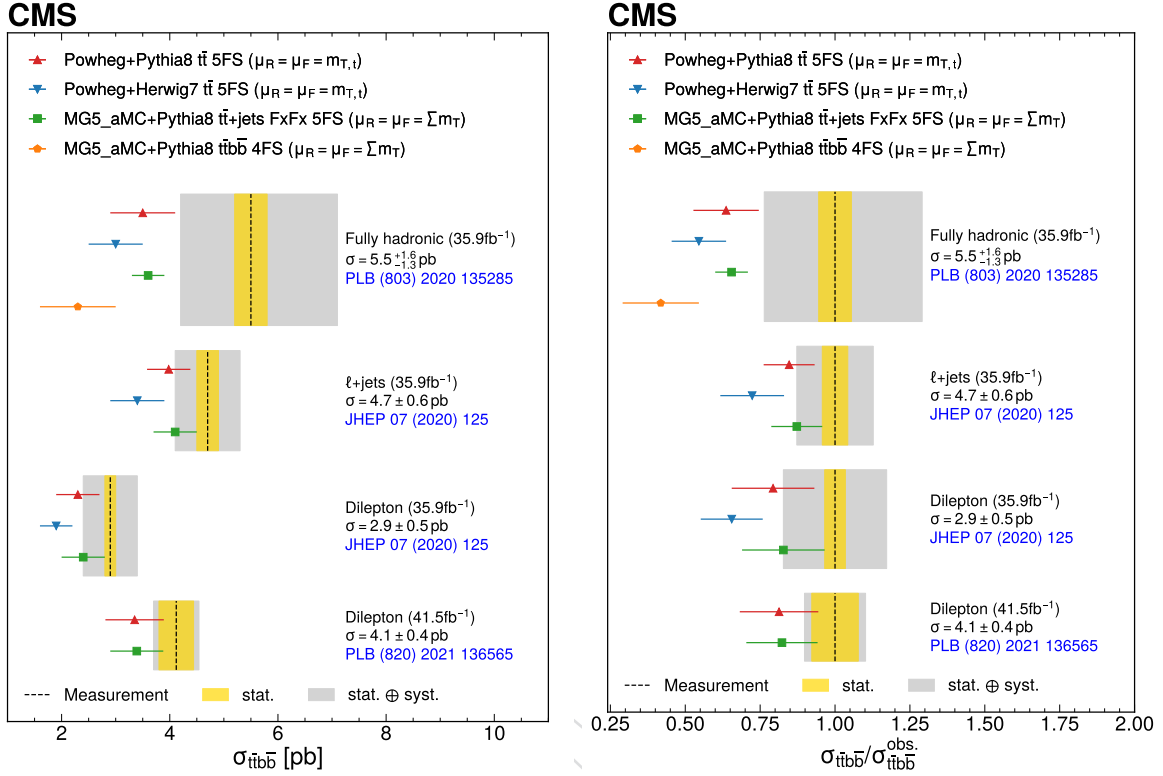 CMS
Powheg+Pythia8 tt̄ 5FS (μR = μF = mT,t)
Powheg+Herwig7 tt̄ 5FS (μR = μF = mT,t)
MG5_aMC+Pythia8 tt̄+jets FxFx 5FS (μR = μF = ∑mT)
MG5_aMC+Pythia8 tt̄bb̄ 4FS (μR = μF = ∑mT)
Fully hadronic (35.9fb⁻¹)
σ = 5.5 +1.6 −1.3 pb
PLB (803) 2020 135285
ℓ+jets (35.9fb⁻¹)
σ = 4.7 ± 0.6 pb
JHEP 07 (2020) 125
Dilepton (35.9fb⁻¹)
σ = 2.9 ± 0.5 pb
JHEP 07 (2020) 125
Dilepton (41.5fb⁻¹)
σ = 4.1 ± 0.4 pb
PLB (820) 2021 136565
Measurement stat. stat. ⊕ syst.
2 4 6 8 10
σtt̄bb̄ [pb]
CMS
Powheg+Pythia8 tt̄ 5FS (μR = μF = mT,t)
Powheg+Herwig7 tt̄ 5FS (μR = μF = mT,t)
MG5_aMC+Pythia8 tt̄+jets FxFx 5FS (μR = μF = ∑mT)
MG5_aMC+Pythia8 tt̄bb̄ 4FS (μR = μF = ∑mT)
Fully hadronic (35.9fb⁻¹)
σ = 5.5 +1.6 −1.3 pb
PLB (803) 2020 135285
ℓ+jets (35.9fb⁻¹)
σ = 4.7 ± 0.6 pb
JHEP 07 (2020) 125
Dilepton (35.9fb⁻¹)
σ = 2.9 ± 0.5 pb
JHEP 07 (2020) 125
Dilepton (41.5fb⁻¹)
σ = 4.1 ± 0.4 pb
PLB (820) 2021 136565
Measurement stat. stat. ⊕ syst.
0.25 0.50 0.75 1.00 1.25 1.50 1.75 2.00
σtt̄bb̄/σobs.tt̄bb̄